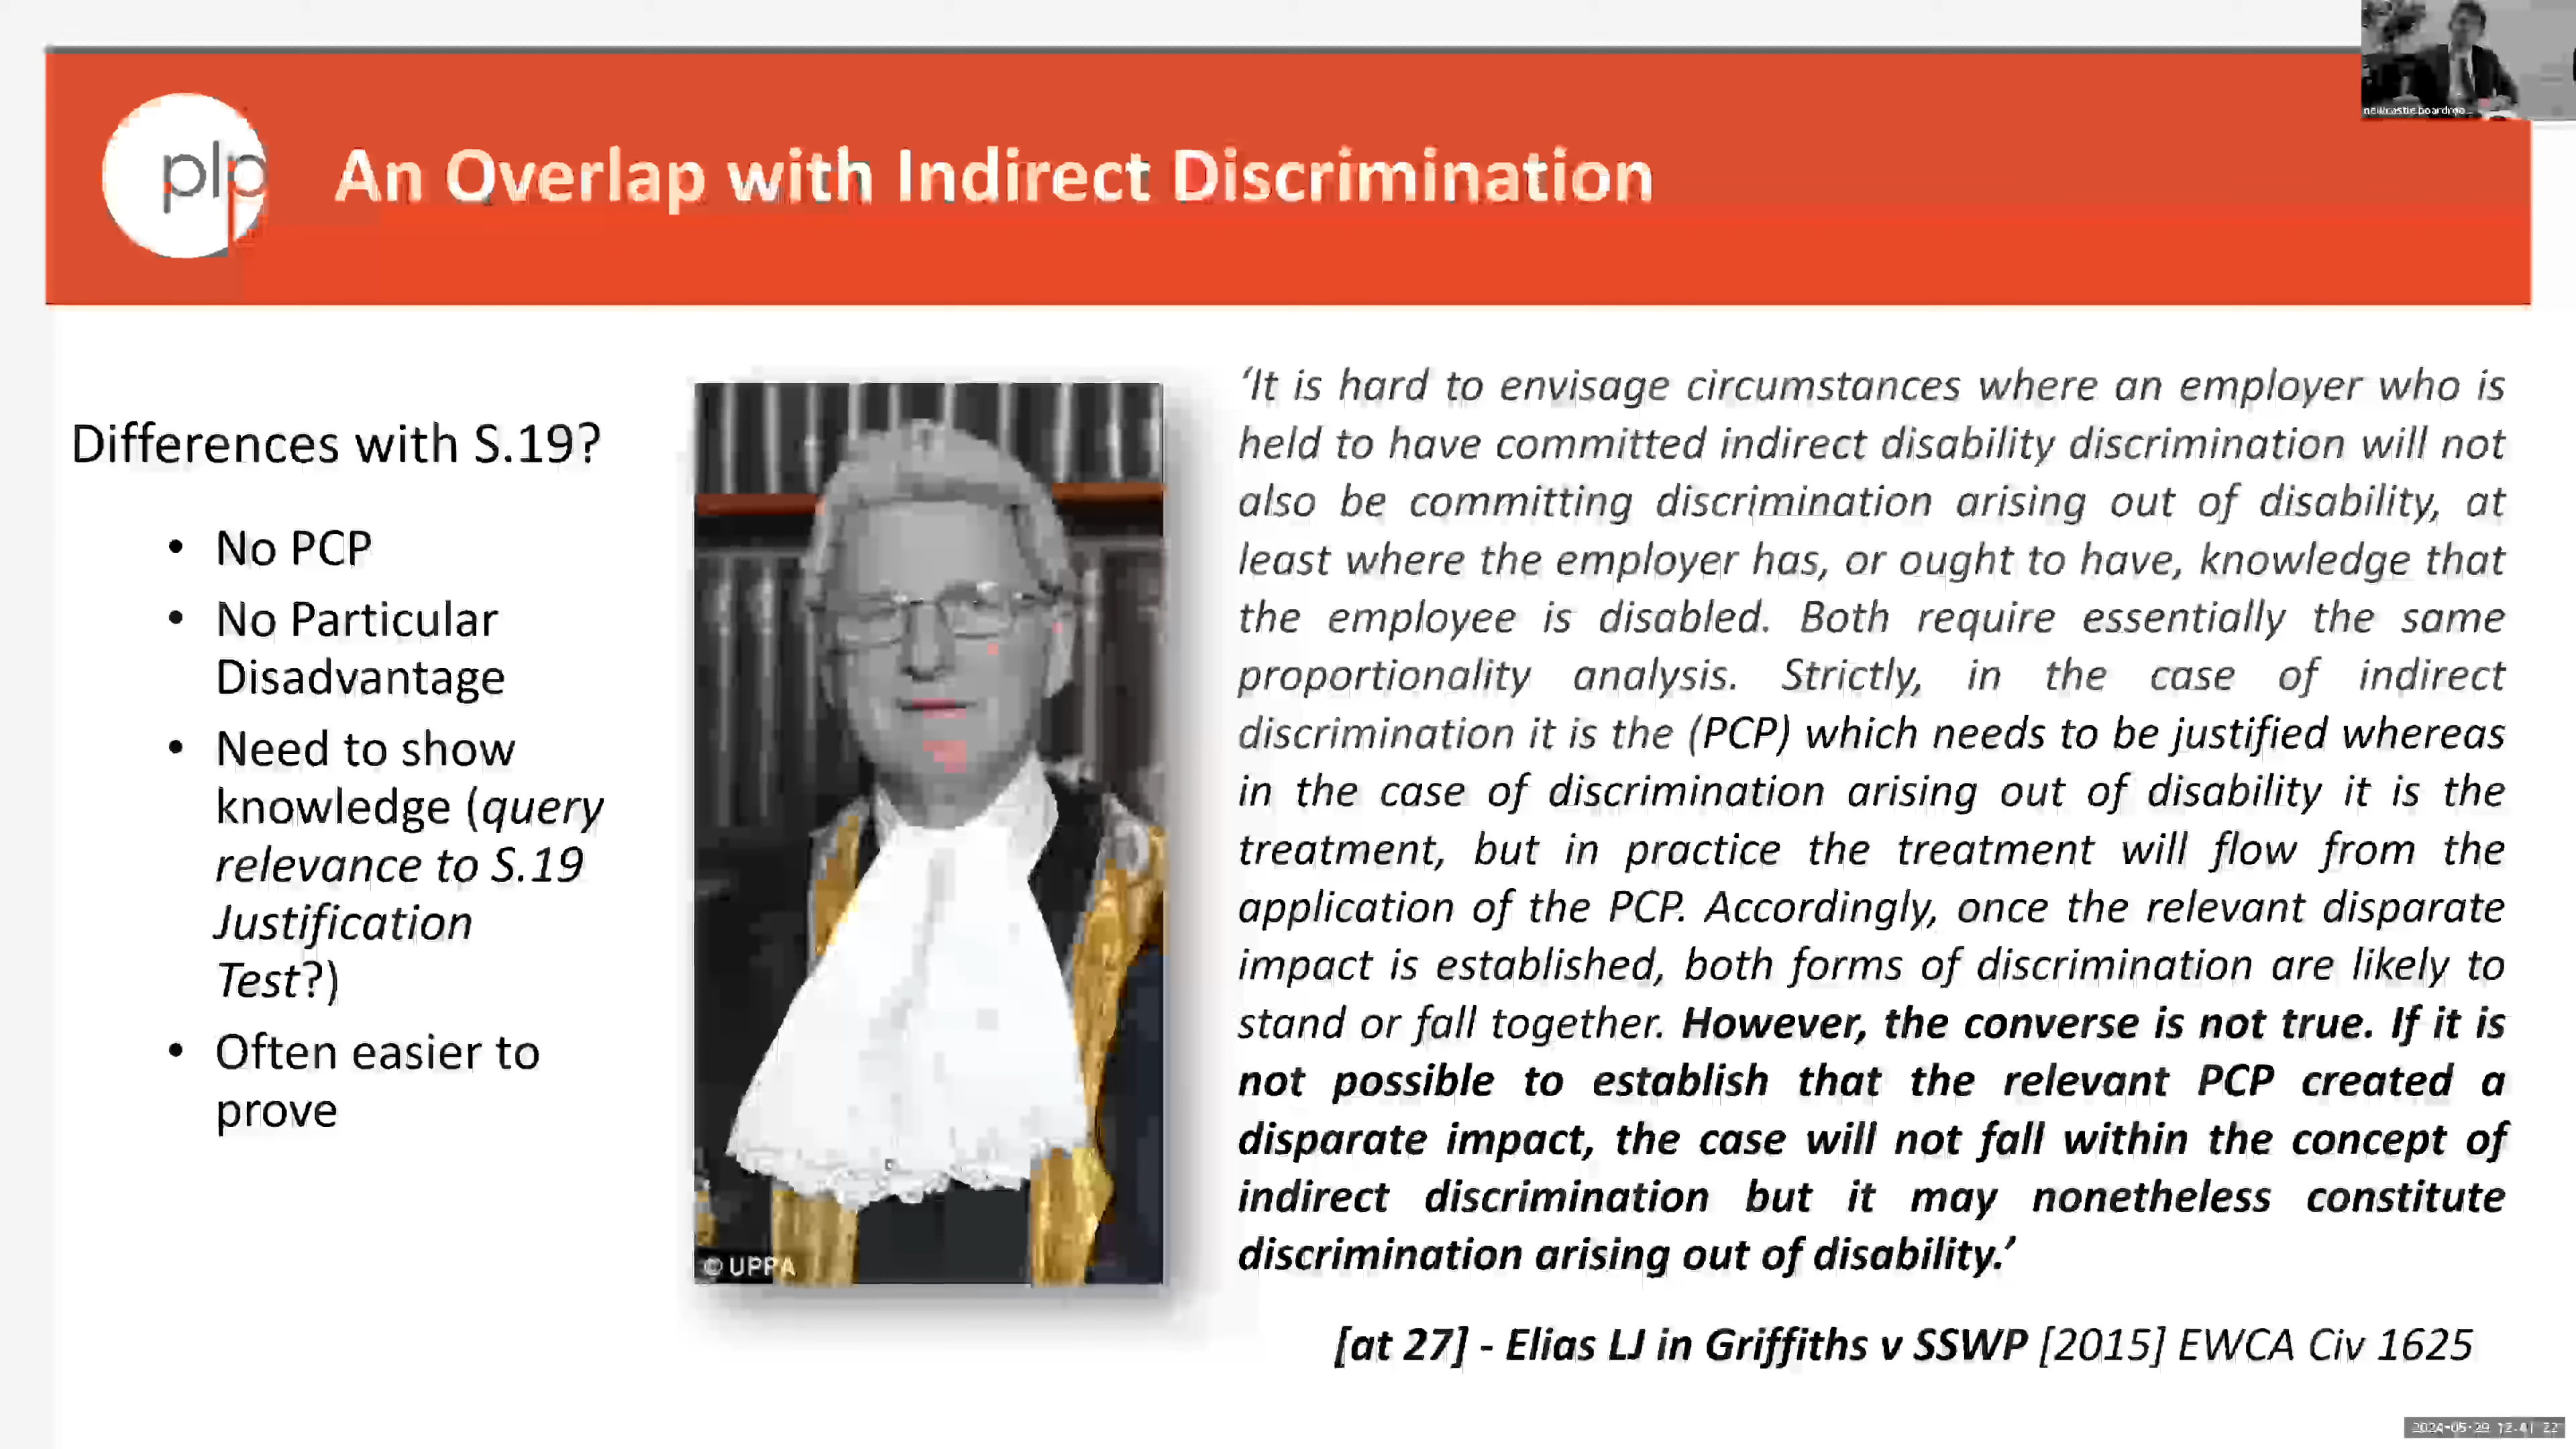 plp
An Overlap with Indirect Discrimination
Differences with S.19?
• No PCP
• No Particular
Disadvantage
• Need to show
knowledge (query
relevance to S.19
Justification
Test?)
• Often easier to
prove
© UPPA
‘It is hard to envisage circumstances where an employer who is
held to have committed indirect disability discrimination will not
also be committing discrimination arising out of disability, at
least where the employer has, or ought to have, knowledge that
the employee is disabled. Both require essentially the same
proportionality analysis. Strictly, in the case of indirect
discrimination it is the (PCP) which needs to be justified whereas
in the case of discrimination arising out of disability it is the
treatment, but in practice the treatment will flow from the
application of the PCP. Accordingly, once the relevant disparate
impact is established, both forms of discrimination are likely to
stand or fall together. However, the converse is not true. If it is
not possible to establish that the relevant PCP created a
disparate impact, the case will not fall within the concept of
indirect discrimination but it may nonetheless constitute
discrimination arising out of disability.’
[at 27] - Elias LJ in Griffiths v SSWP [2015] EWCA Civ 1625
2024-05-29 12:41:22